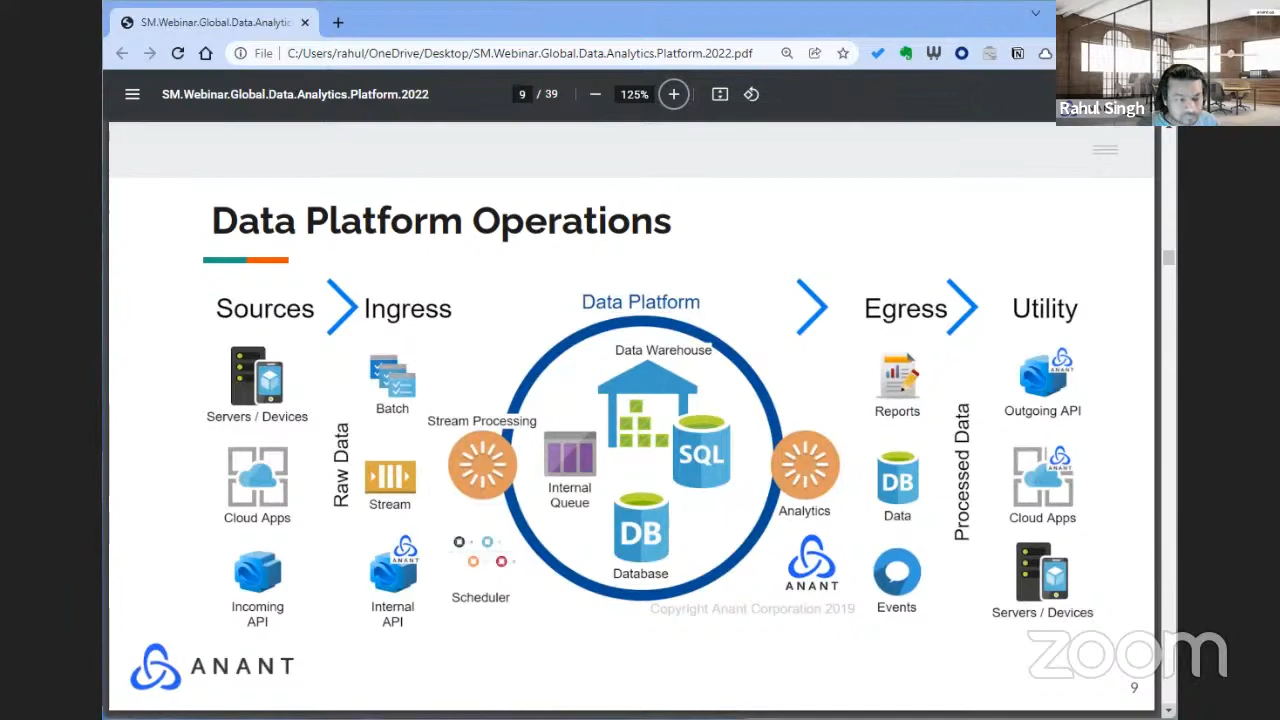 SM.Webinar.Global.Data.Analytic
File
C:/Users/rahul/OneDrive/Desktop/SM.Webinar.Global.Data.Analytics.Platform.2022.pdf
SM.Webinar.Global.Data.Analytics.Platform.2022
9 / 39
125%
Rahul Singh
Data Platform Operations
Sources
Ingress
Data Platform
Egress
Utility
Servers / Devices
Cloud Apps
Incoming
API
Raw Data
Batch
Stream
ANANT
Internal
API
Stream Processing
Scheduler
Data Warehouse
Internal
Queue
SQL
DB
Database
Analytics
ANANT
Reports
DB
Data
Events
Processed Data
ANANT
Outgoing API
ANANT
Cloud Apps
Servers / Devices
Copyright Anant Corporation 2019
ANANT
zoom
9